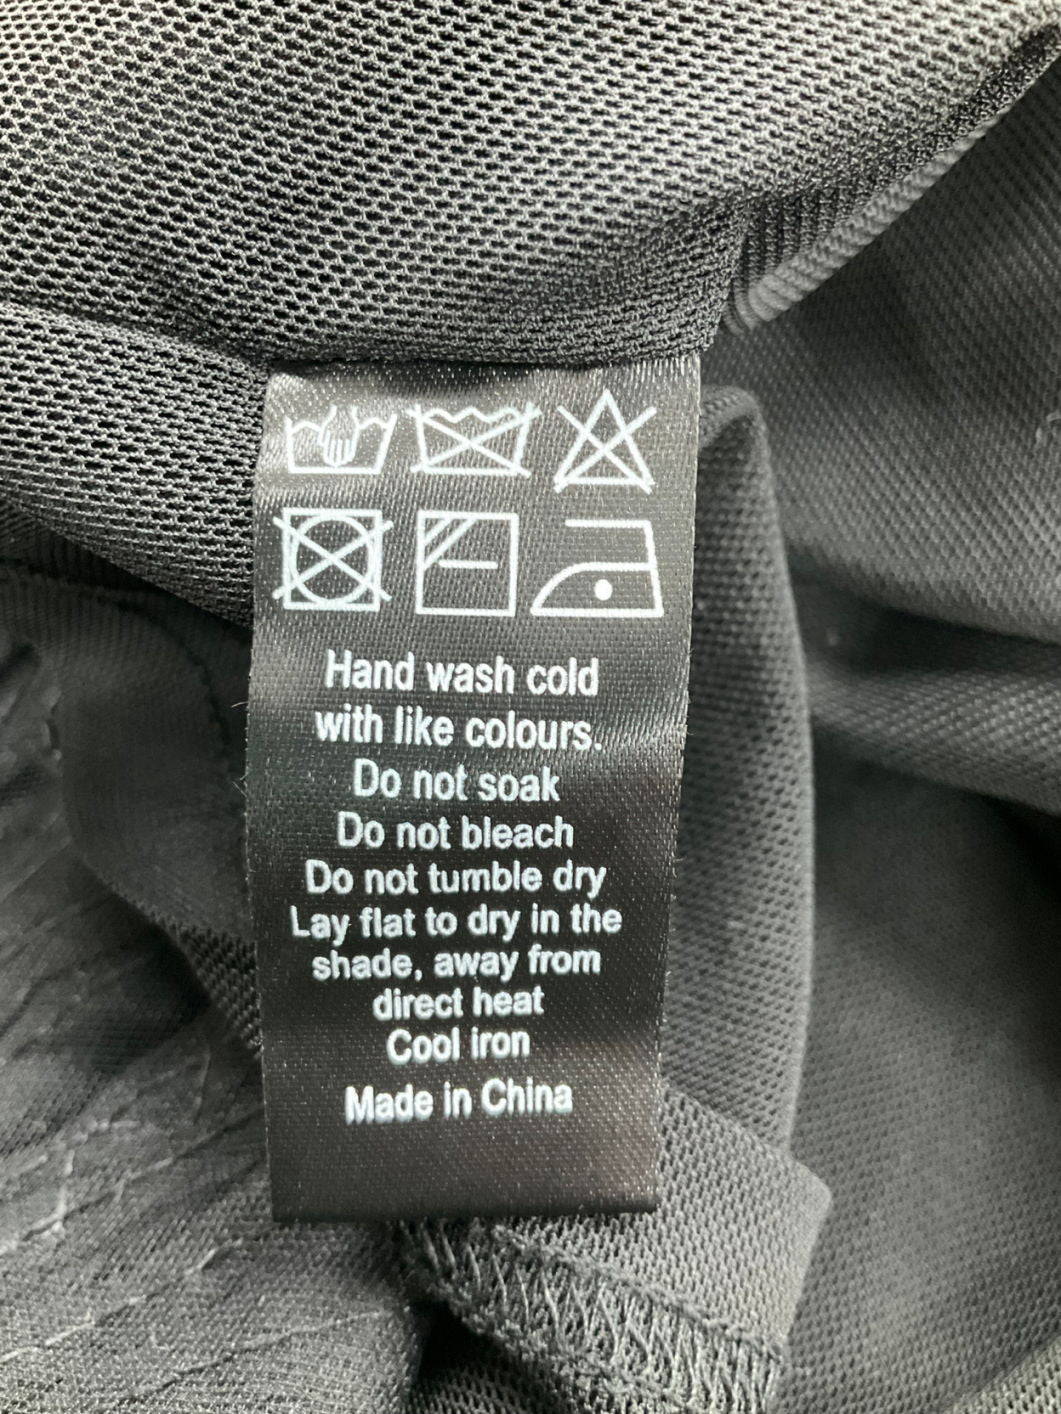 Hand wash cold
with like colours.
Do not soak
Do not bleach
Do not tumble dry
Lay flat to dry in the
shade, away from
direct heat
Cool iron
Made in China